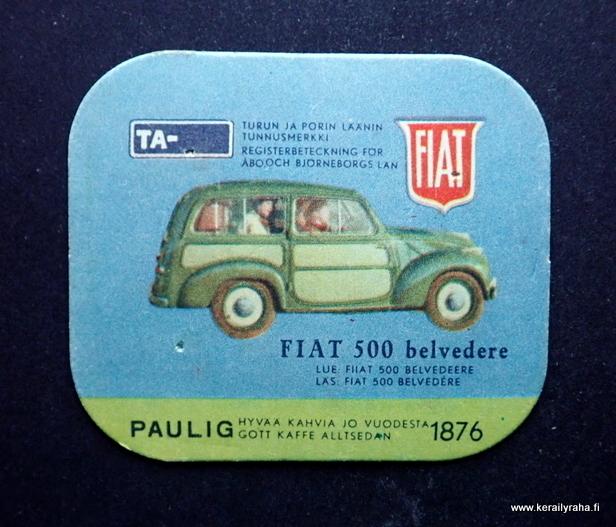 TA-
TURUN JA PORIN LÄÄNIN
TUNNUSMERKKI
REGISTERBETECKNING FÖR
ÅBO, OCH BJÖRNEBORGS LÄN
FIAT
FIAT 500 belvedere
LUE: FIIAT 500 BELVEDEERE
LÄS: FIAT 500 BELVEDÉRE
PAULIG HYVÄÄ KAHVIA JO VUODESTA 1876
GOTT KAFFE ALLTSEDAN
www.kerailyraha.fi